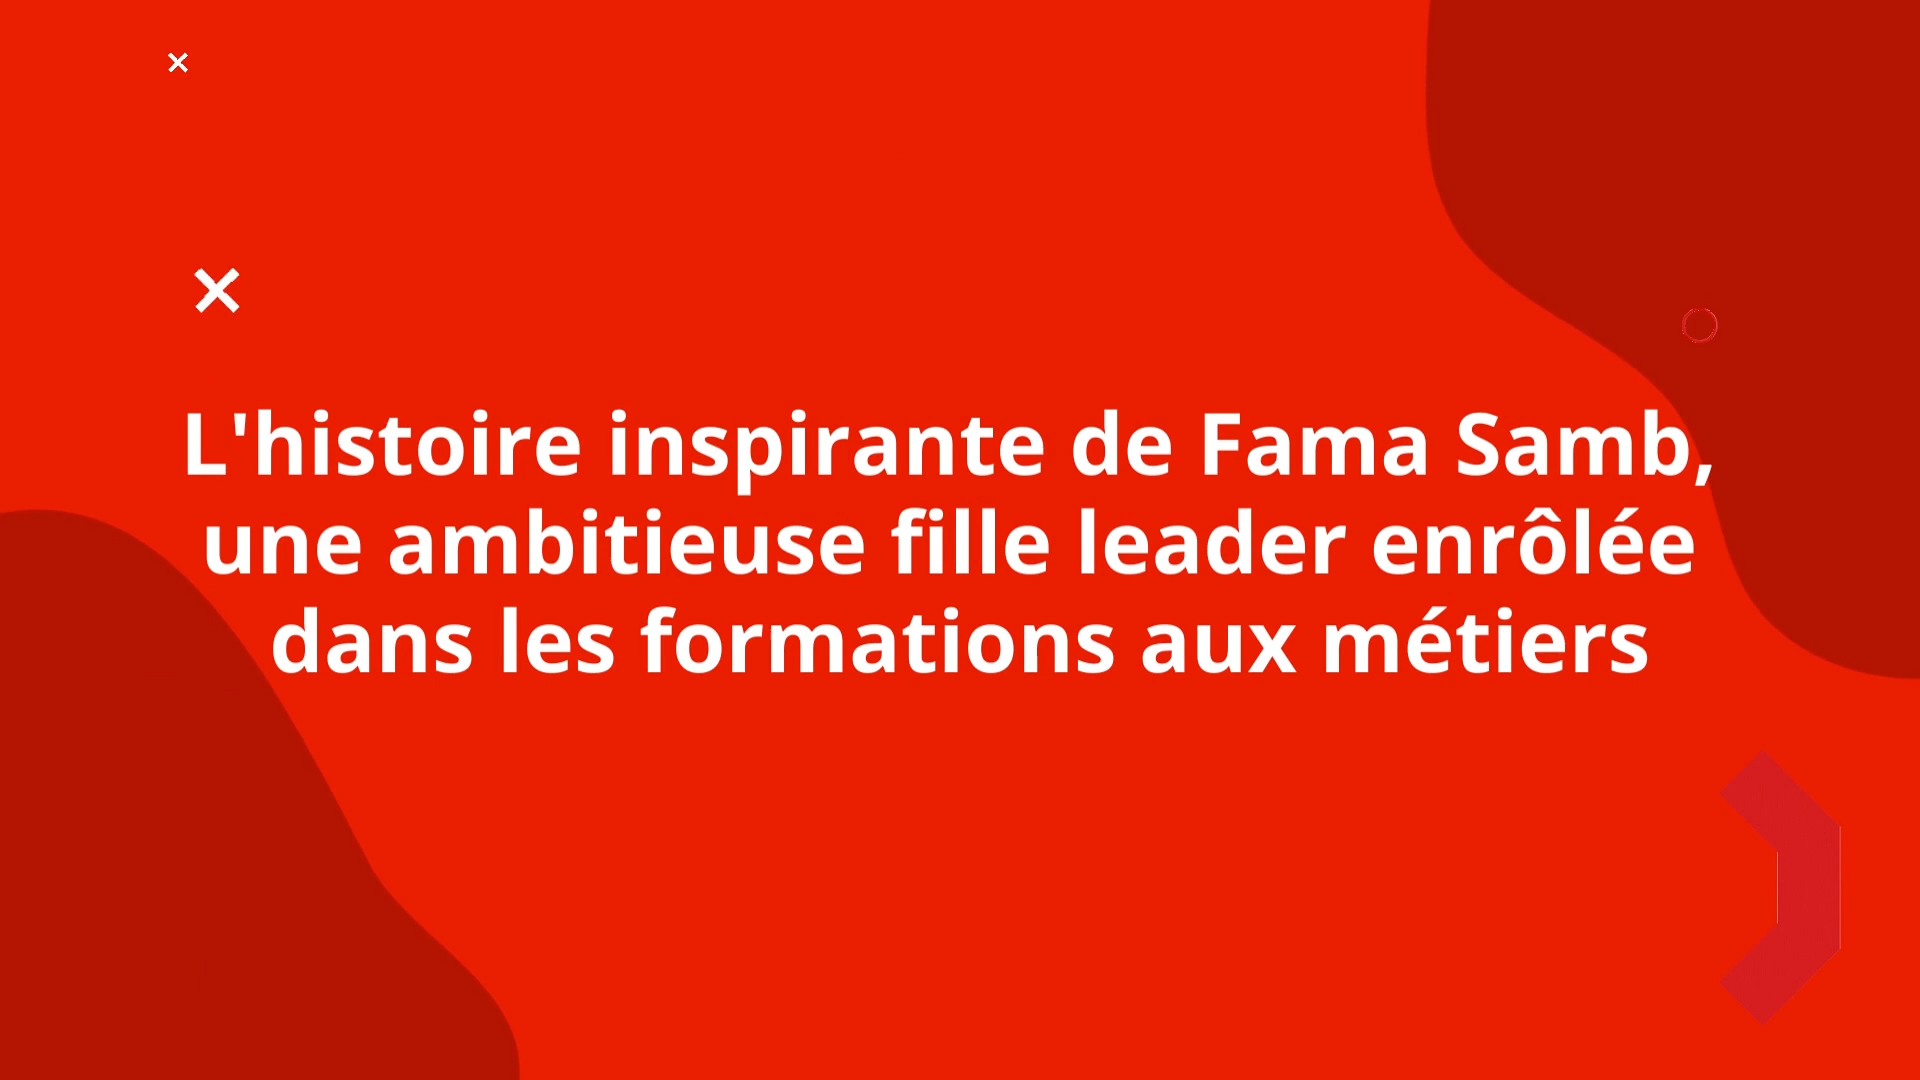 L'histoire inspirante de Fama Samb,
une ambitieuse fille leader enrôlée
dans les formations aux métiers